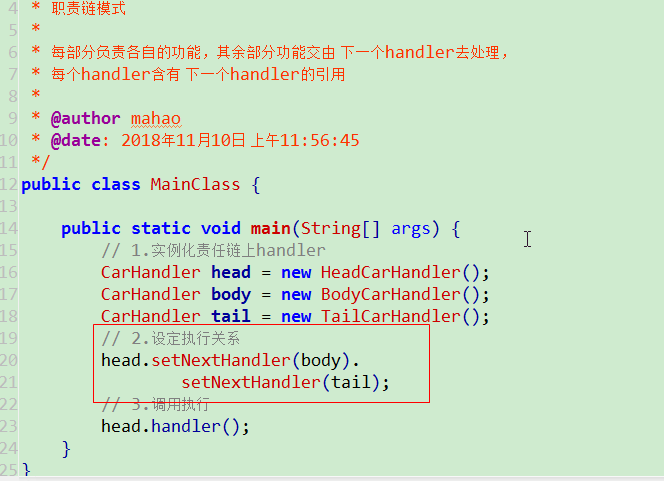 4 * 职责链模式
5 *
6 * 每部分负责各自的功能，其余部分功能交由 下一个handler去处理，
7 * 每个handler含有 下一个handler的引用
8 *
9 * @author mahao
10 * @date: 2018年11月10日 上午11:56:45
11 */
12 public class MainClass {
13
14 public static void main(String[] args) {
15 // 1.实例化责任链上handler
16 CarHandler head = new HeadCarHandler();
17 CarHandler body = new BodyCarHandler();
18 CarHandler tail = new TailCarHandler();
19 // 2.设定执行关系
20 head.setNextHandler(body).
21 setNextHandler(tail);
22 // 3.调用执行
23 head.handler();
24 }
25 }